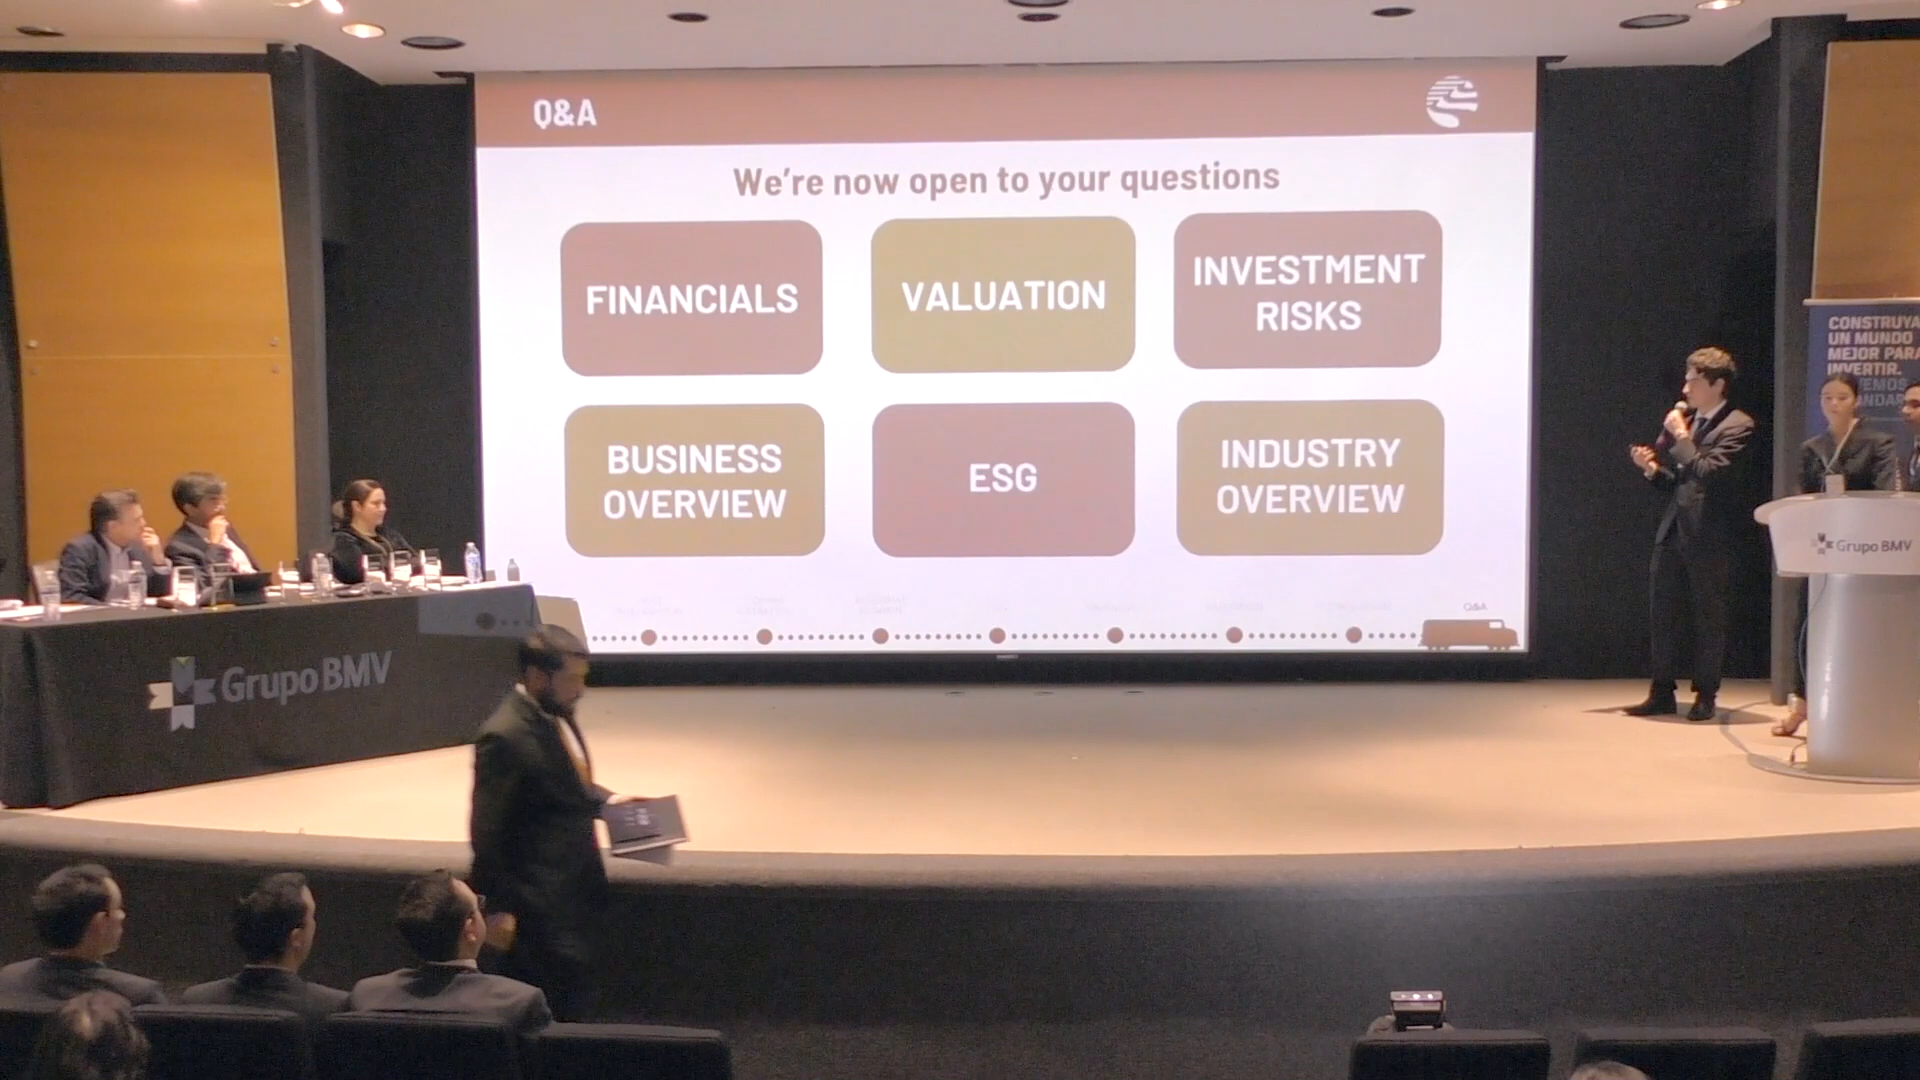 Q&A
We're now open to your questions
FINANCIALS
VALUATION
INVESTMENT
RISKS
BUSINESS
OVERVIEW
ESG
INDUSTRY
OVERVIEW
Q&A
Grupo BMV
CONSTRUYA
UN MUNDO
MEJOR PARA
INVERTIR.
Grupo BMV